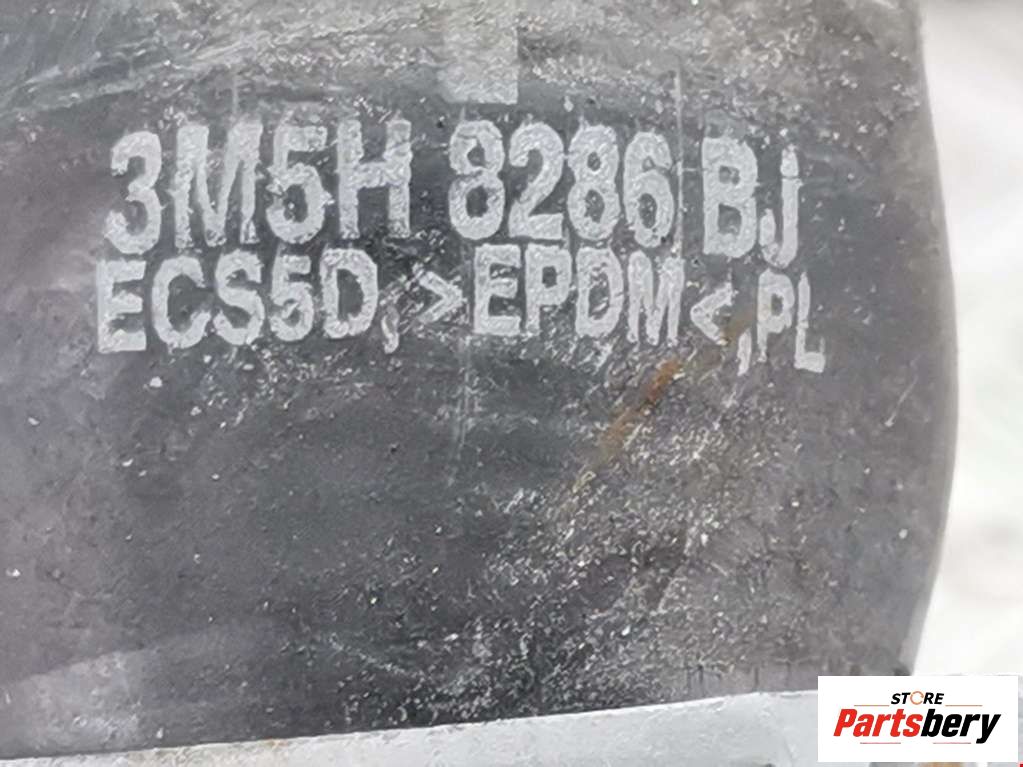 3M5H 8286 BJ
ECS5D, >EPDM<, PL
STORE
Partsbery